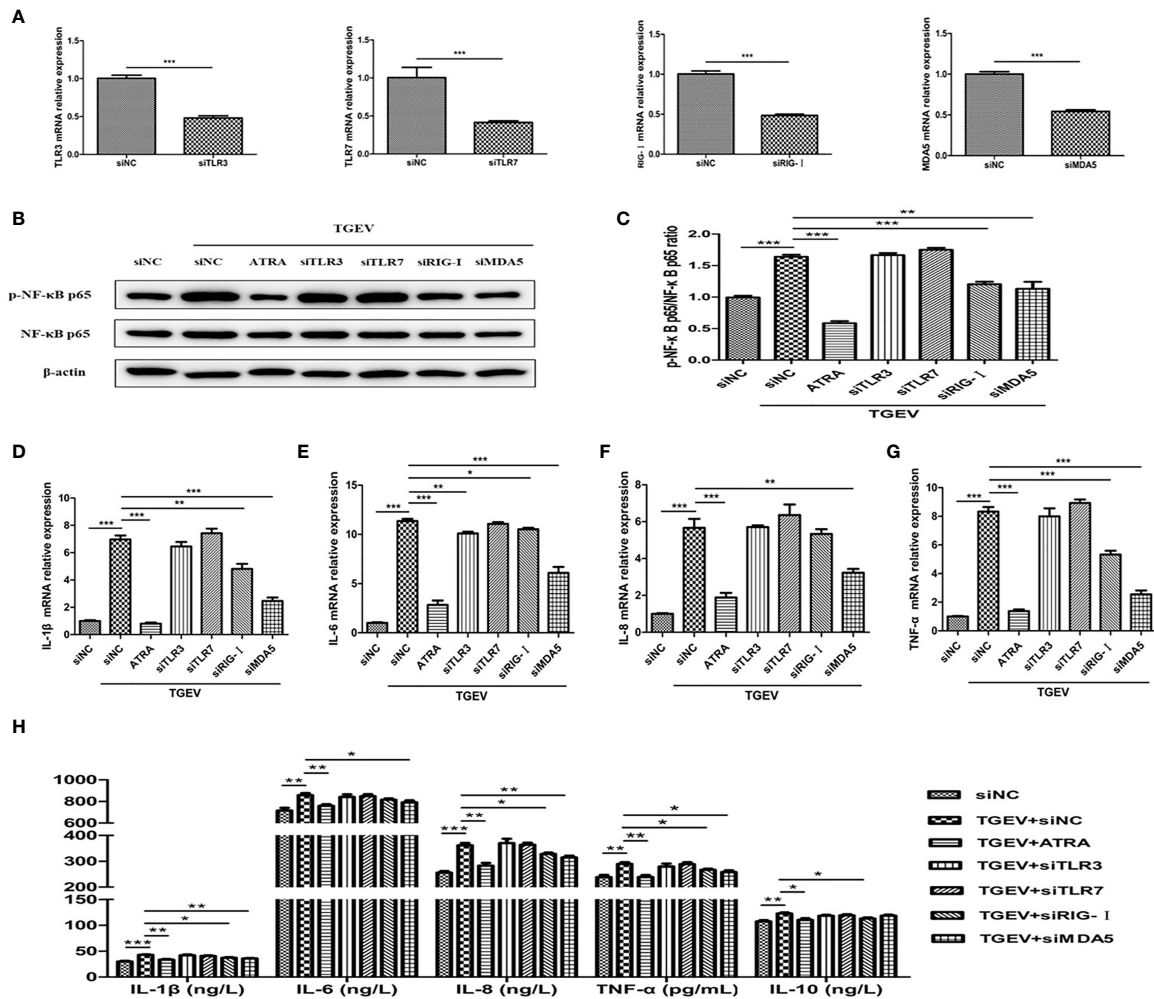 A
TLR3 mRNA relative expression
1.5
1.0
0.5
0.0
***
siNC siTLR3
TLR7 mRNA relative expression
1.5
1.0
0.5
0.0
***
siNC siTLR7
RIG-Ⅰ mRNA relative expression
1.5
1.0
0.5
0.0
***
siNC siRIG-Ⅰ
MDA5 mRNA relative expression
1.5
1.0
0.5
0.0
***
siNC siMDA5
B
TGEV
siNC siNC ATRA siTLR3 siTLR7 siRIG-I siMDA5
p-NF-κB p65
NF-κB p65
β-actin
C
p-NF-κ B p65/NF-κ B p65 ratio
2.0
1.5
1.0
0.5
0.0
**
***
*** ***
siNC siNC ATRA siTLR3 siTLR7 siRIG-Ⅰ siMDA5
TGEV
D
IL-1β mRNA relative expression
10
8
6
4
2
0
***
**
*** ***
siNC siNC ATRA siTLR3 siTLR7 siRIG-Ⅰ siMDA5
TGEV
E
IL-6 mRNA relative expression
15
10
5
0
***
*
**
*** ***
siNC siNC ATRA siTLR3 siTLR7 siRIG-Ⅰ siMDA5
TGEV
F
IL-8 mRNA relative expression
10
8
6
4
2
0
**
*** ***
siNC siNC ATRA siTLR3 siTLR7 siRIG-Ⅰ siMDA5
TGEV
G
TNF-α mRNA relative expression
10
8
6
4
2
0
***
***
*** ***
siNC siNC ATRA siTLR3 siTLR7 siRIG-Ⅰ siMDA5
TGEV
H
1000
800
600
400
300
200
150
100
50
0
**
*
*** **
*
** **
**
*
*** **
*
*
** **
*
** *
IL-1β (ng/L) IL-6 (ng/L) IL-8 (ng/L) TNF-α (pg/mL) IL-10 (ng/L)
siNC
TGEV+siNC
TGEV+ATRA
TGEV+siTLR3
TGEV+siTLR7
TGEV+siRIG-Ⅰ
TGEV+siMDA5